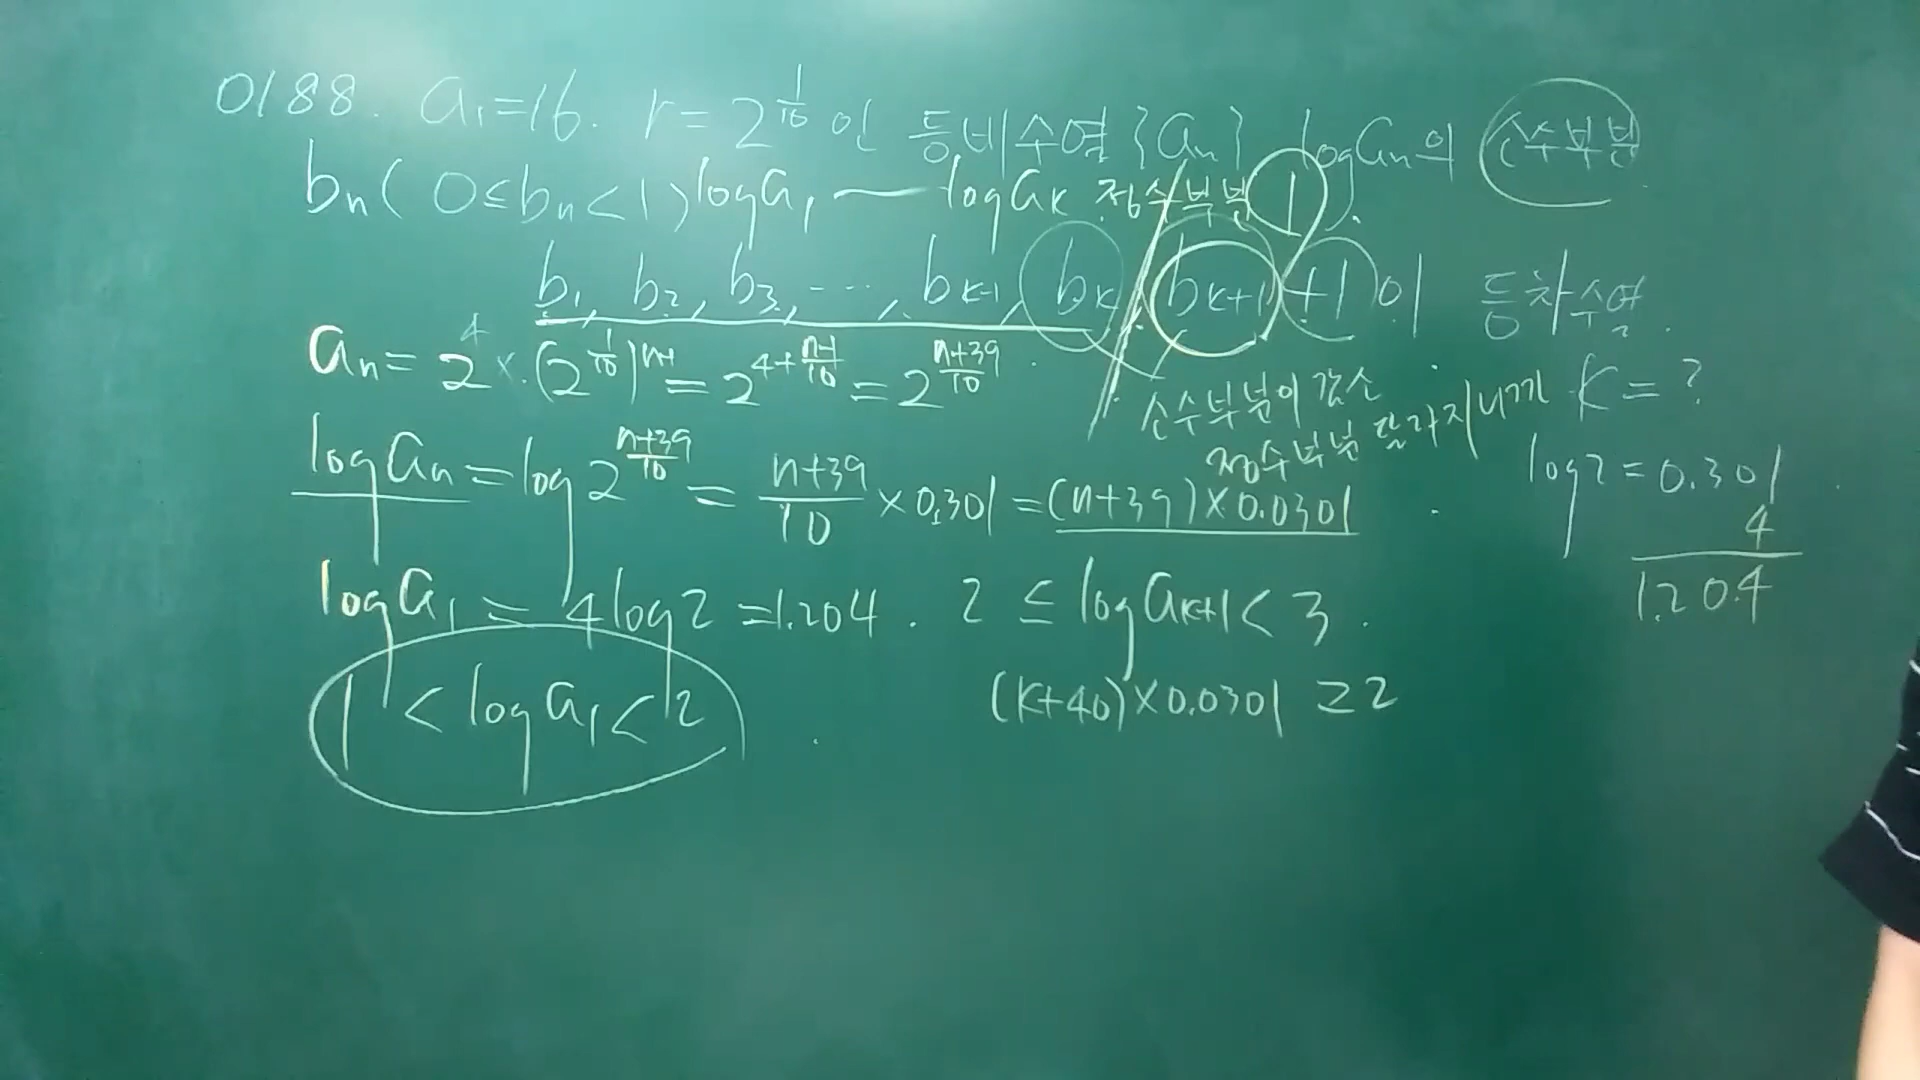 0188. a₁=16. r=2^(1/10) 인 등비수열 {aₙ} logaₙ의 소수부분
bₙ( 0≤bₙ<1 ) loga₁ ― logaₖ 정수부분 1.
b₁, b₂, b₃, ..., bₖ₋₁, bₖ, bₖ₊₁ +1 이 등차수열.
aₙ = 2⁴ × (2^(1/10))^(n-1) = 2^(4+(n-1)/10) = 2^((n+39)/10)
소수부분이 감소
정수부분 달라지니까
K = ?
logaₙ = log2^((n+39)/10) = (n+39)/10 × 0.301 = (n+39)×0.0301
log2 = 0.301
4
1.204
loga₁ = 4log2 = 1.204. 2 ≤ logaₖ₊₁ < 3.
1 < loga₁ < 2
(k+40)×0.0301 ≥ 2